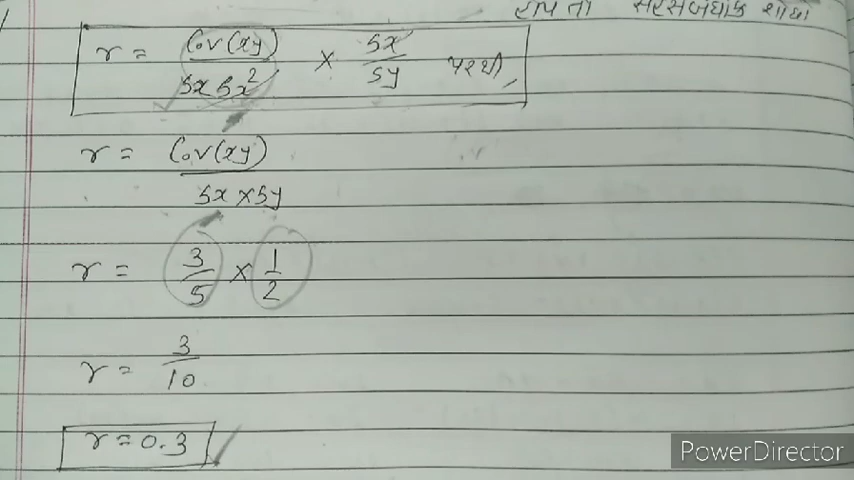 r = Cov(xy) / Sx Sx² × Sx / Sy પરથી
r = Cov(xy) / Sx × Sy
r = 3/5 × 1/2
r = 3/10
r = 0.3
PowerDirector